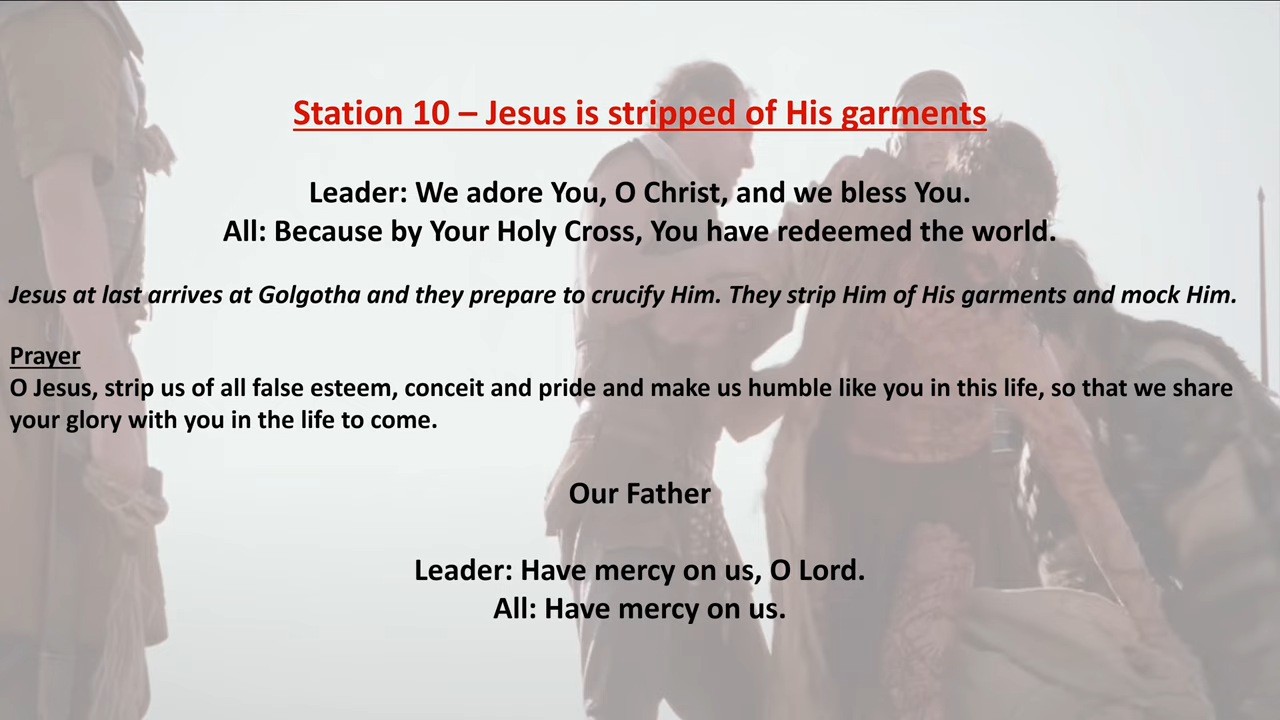 Station 10 – Jesus is stripped of His garments
Leader: We adore You, O Christ, and we bless You.
All: Because by Your Holy Cross, You have redeemed the world.
Jesus at last arrives at Golgotha and they prepare to crucify Him. They strip Him of His garments and mock Him.
Prayer
O Jesus, strip us of all false esteem, conceit and pride and make us humble like you in this life, so that we share
your glory with you in the life to come.
Our Father
Leader: Have mercy on us, O Lord.
All: Have mercy on us.